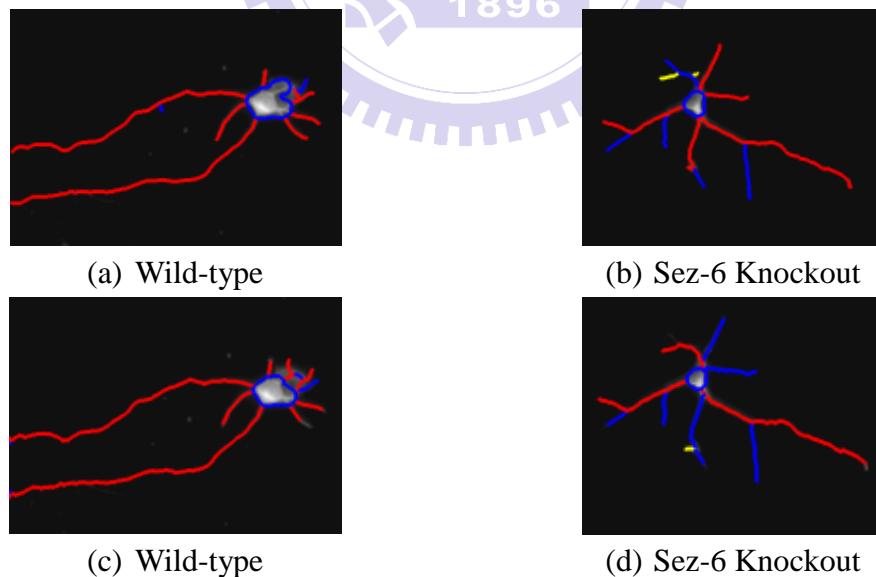 1896
(a) Wild-type
(b) Sez-6 Knockout
(c) Wild-type
(d) Sez-6 Knockout